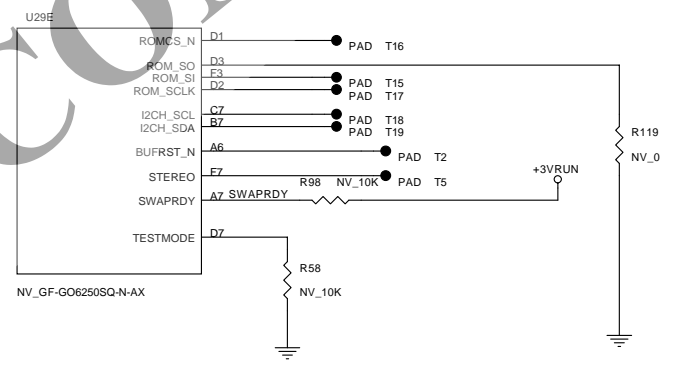 U29E
ROMCS_N D1
PAD T16
ROM_SO D3
ROM_SI F3
PAD T15
ROM_SCLK D2
PAD T17
I2CH_SCL C7
PAD T18
I2CH_SDA B7
PAD T19
BUFRST_N A6
PAD T2
STEREO F7
PAD T5
SWAPRDY A7 SWAPRDY
R98 NV_10K
+3VRUN
R119
NV_0
TESTMODE D7
R58
NV_10K
NV_GF-GO6250SQ-N-AX
CO